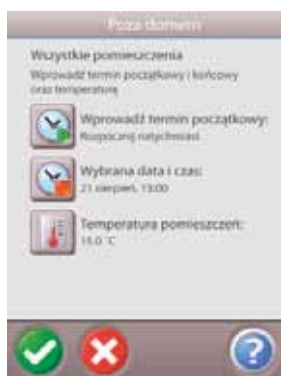 Poza domem
Wszystkie pomieszczenia
Wprowadź termin początkowy i końcowy
oraz temperaturę
Wprowadź termin początkowy:
Rozpocznij natychmiast
Wybrana data i czas:
21 sierpień, 13:00
Temperatura pomieszczeń:
15.0 °C